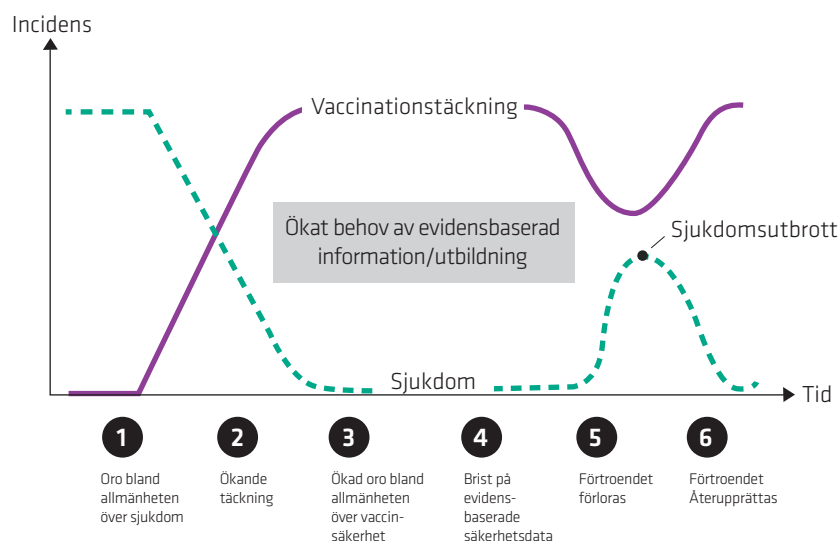 Incidens
Vaccinationstäckning
Ökat behov av evidensbaserad
information/utbildning
Sjukdomsutbrott
Sjukdom
Tid
1
Oro bland
allmänheten
över sjukdom
2
Ökande
täckning
3
Ökad oro bland
allmänheten
över vaccin-
säkerhet
4
Brist på
evidens-
baserade
säkerhetsdata
5
Förtroendet
förloras
6
Förtroendet
Återupprättas